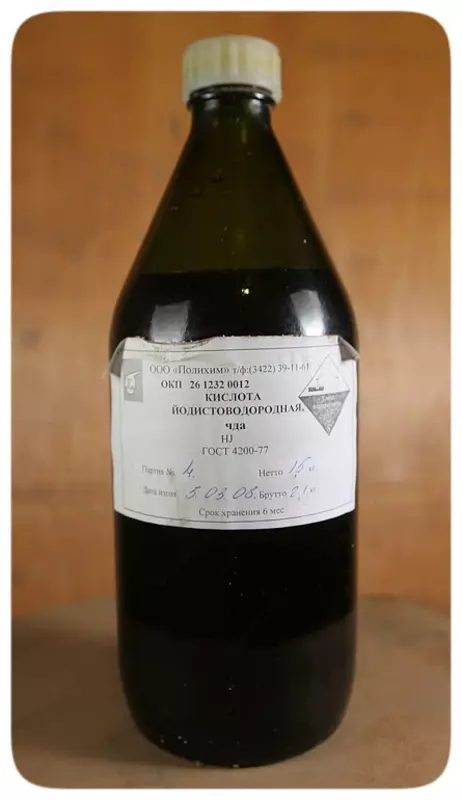 ООО «Полихим» т/ф:(3422) 39-11-61
ОКП 26 1232 0012
КИСЛОТА
ЙОДИСТОВОДОРОДНАЯ,
чда
HJ
ГОСТ 4200-77
Партия № 4. Нетто 1,5 кг
Дата изгот 5.03.08. Брутто 2,1 кг
Срок хранения 6 мес